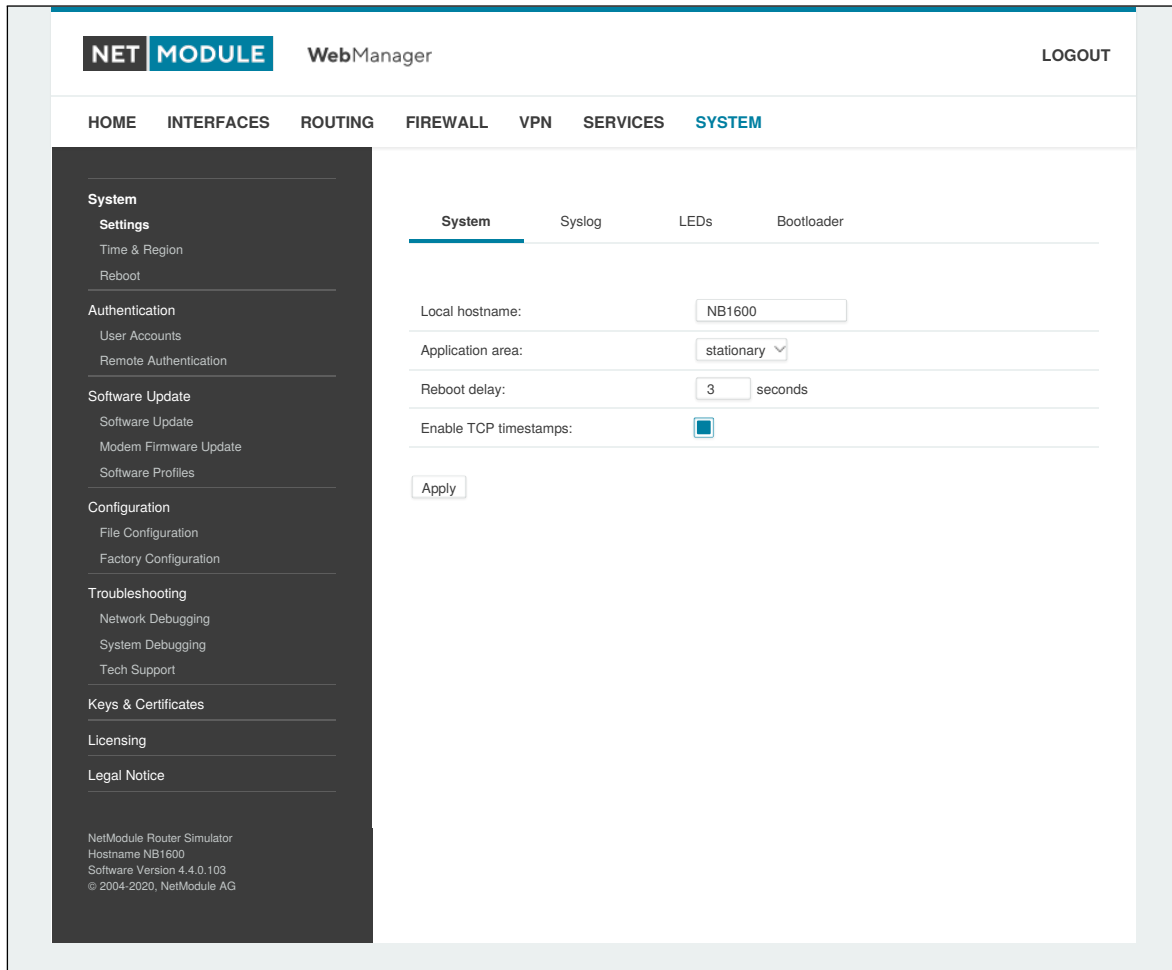 NET MODULE WebManager LOGOUT
HOME INTERFACES ROUTING FIREWALL VPN SERVICES SYSTEM
System
Settings
Time & Region
Reboot
Authentication
User Accounts
Remote Authentication
Software Update
Software Update
Modem Firmware Update
Software Profiles
Configuration
File Configuration
Factory Configuration
Troubleshooting
Network Debugging
System Debugging
Tech Support
Keys & Certificates
Licensing
Legal Notice
NetModule Router Simulator
Hostname NB1600
Software Version 4.4.0.103
© 2004-2020, NetModule AG
System Syslog LEDs Bootloader
Local hostname: NB1600
Application area: stationary
Reboot delay: 3 seconds
Enable TCP timestamps:
Apply